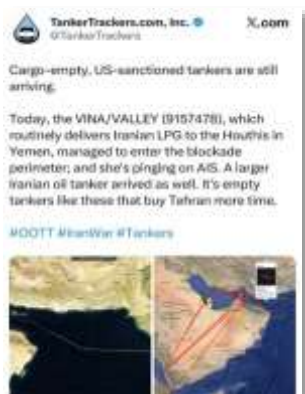 TankerTrackers.com, Inc.
X.com
@TankerTrackers
Cargo-empty, US-sanctioned tankers are still
arriving.
Today, the VINA/VALLEY (9157478), which
routinely delivers Iranian LPG to the Houthis in
Yemen, managed to enter the blockade
perimeter; and she's pinging on AIS. A larger
Iranian oil tanker arrived as well. It's empty
tankers like these that buy Tehran more time.
#OOTT #IranWar #Tankers